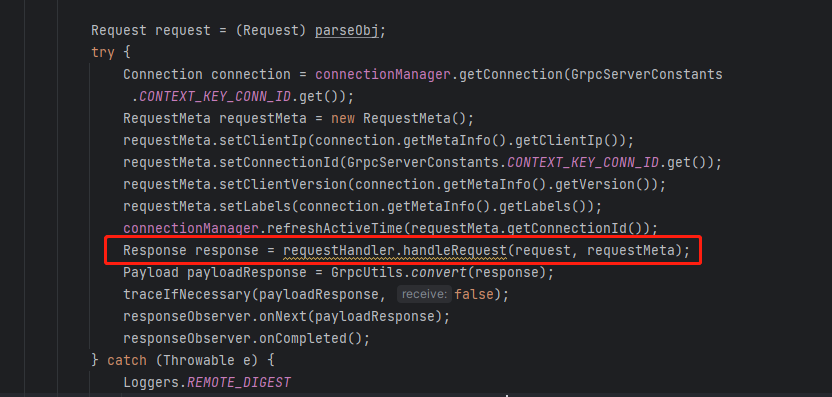 Request request = (Request) parseObj;
try {
Connection connection = connectionManager.getConnection(GrpcServerConstants
.CONTEXT_KEY_CONN_ID.get());
RequestMeta requestMeta = new RequestMeta();
requestMeta.setClientIp(connection.getMetaInfo().getClientIp());
requestMeta.setConnectionId(GrpcServerConstants.CONTEXT_KEY_CONN_ID.get());
requestMeta.setClientVersion(connection.getMetaInfo().getVersion());
requestMeta.setLabels(connection.getMetaInfo().getLabels());
connectionManager.refreshActiveTime(requestMeta.getConnectionId());
Response response = requestHandler.handleRequest(request, requestMeta);
Payload payloadResponse = GrpcUtils.convert(response);
traceIfNecessary(payloadResponse, receive: false);
responseObserver.onNext(payloadResponse);
responseObserver.onCompleted();
} catch (Throwable e) {
Loggers.REMOTE_DIGEST